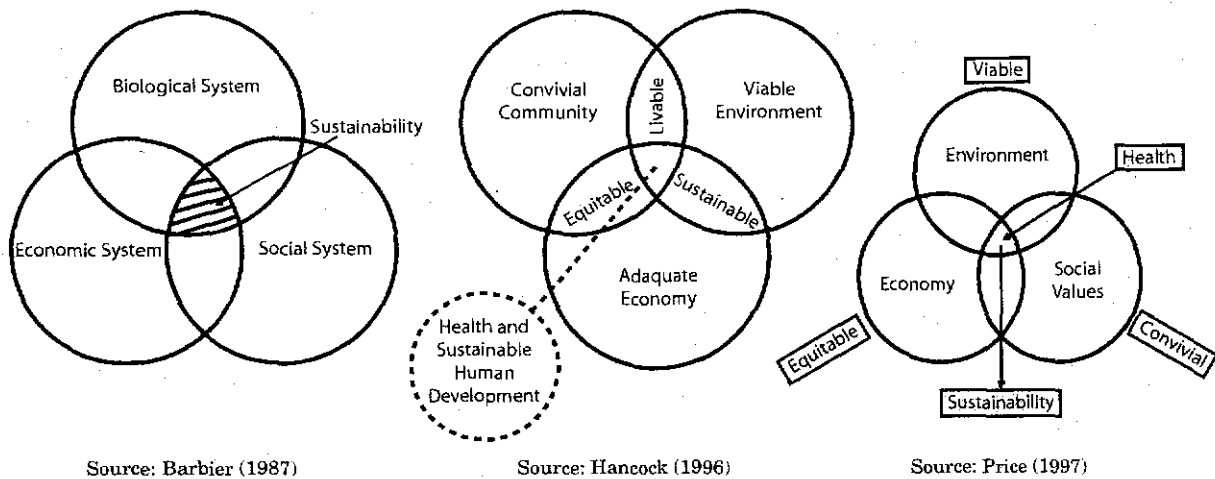 Biological System
Sustainability
Economic System
Social System
Source: Barbier (1987)
Convivial
Community
Livable
Viable
Environment
Equitable
Sustainable
Adaquate
Economy
Health and
Sustainable
Human
Development
Source: Hancock (1996)
Viable
Environment
Health
Economy
Social
Values
Equitable
Convivial
Sustainability
Source: Price (1997)